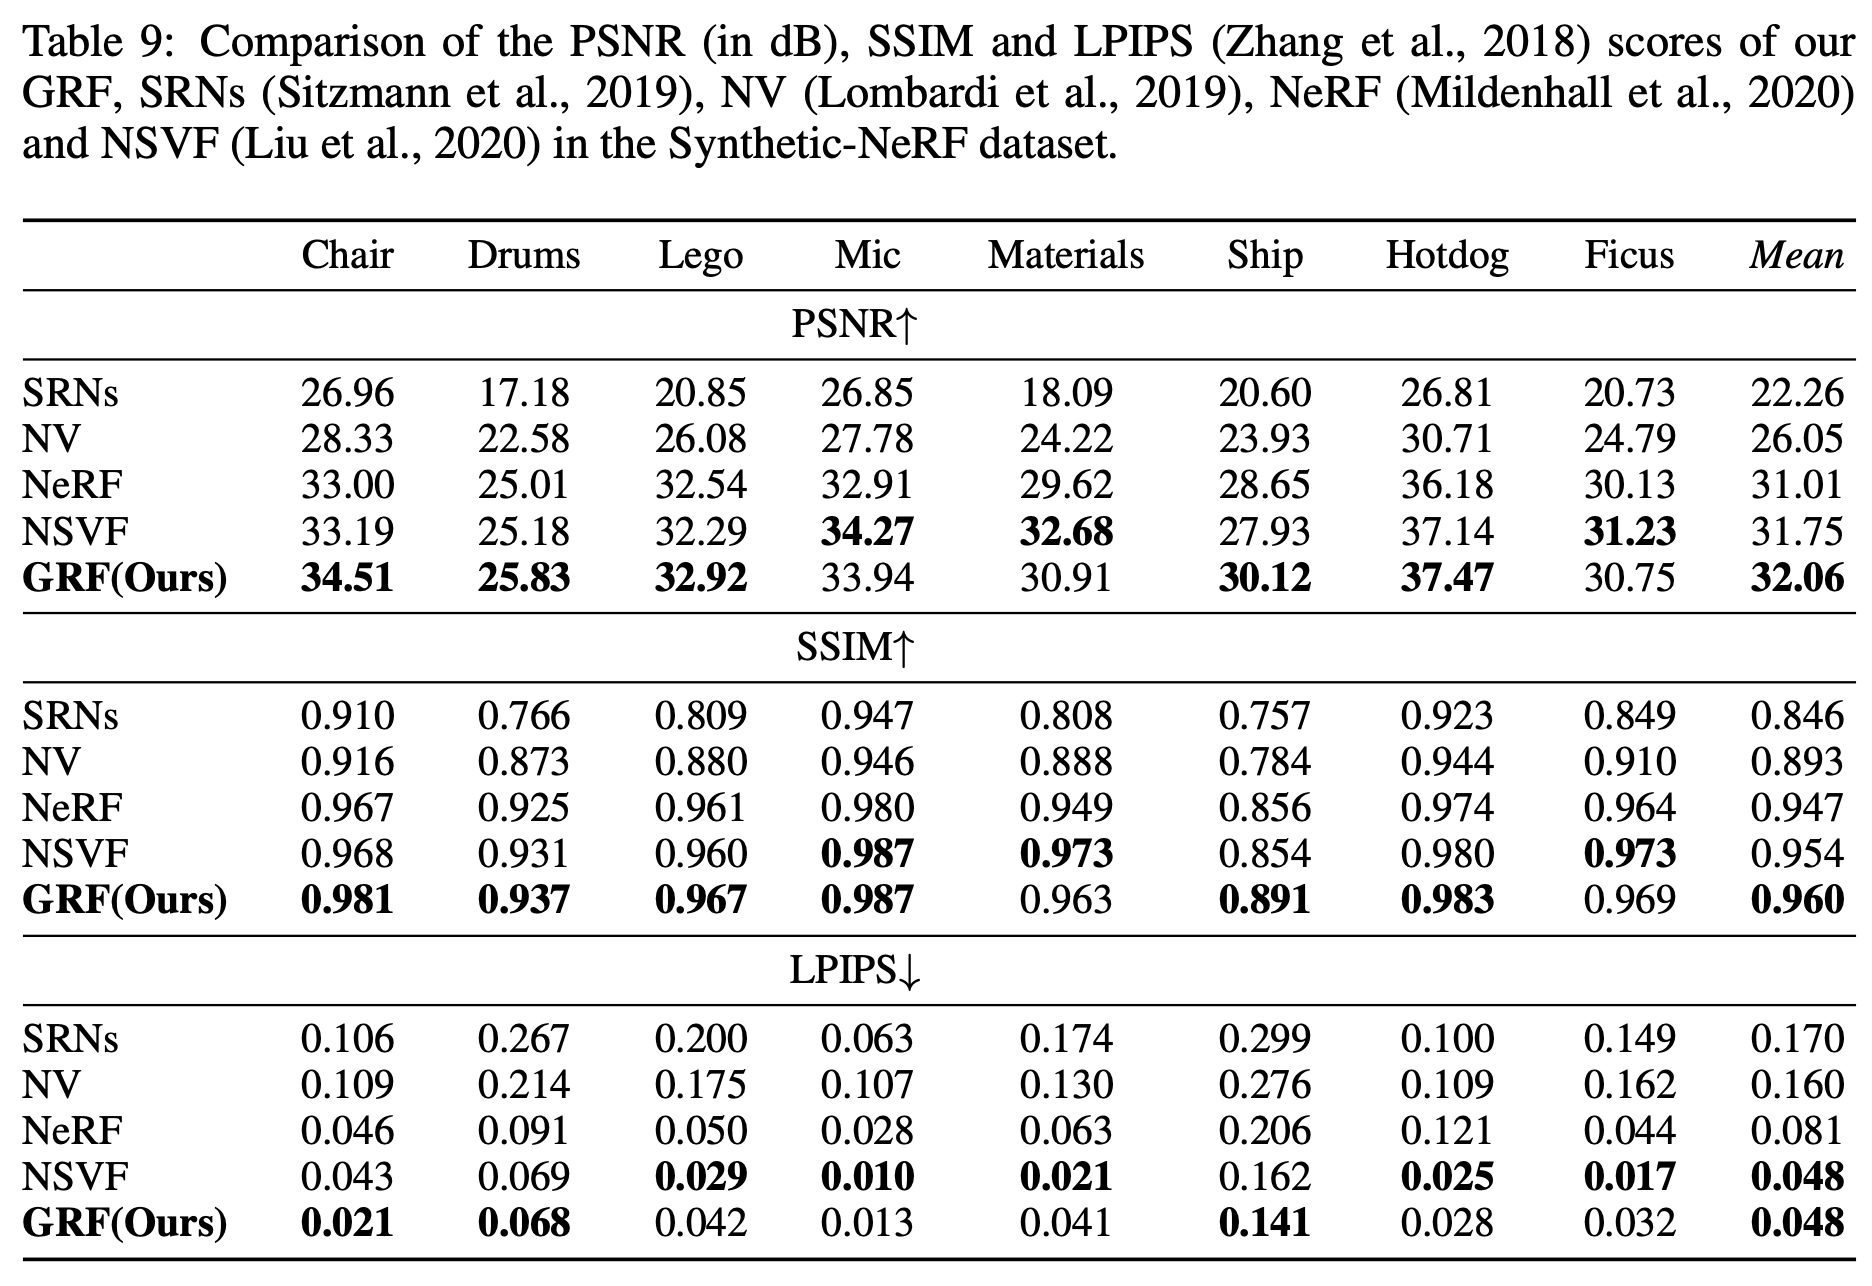 Table 9: Comparison of the PSNR (in dB), SSIM and LPIPS (Zhang et al., 2018) scores of our
GRF, SRNs (Sitzmann et al., 2019), NV (Lombardi et al., 2019), NeRF (Mildenhall et al., 2020)
and NSVF (Liu et al., 2020) in the Synthetic-NeRF dataset.
Chair Drums Lego Mic Materials Ship Hotdog Ficus Mean
PSNR↑
SRNs 26.96 17.18 20.85 26.85 18.09 20.60 26.81 20.73 22.26
NV 28.33 22.58 26.08 27.78 24.22 23.93 30.71 24.79 26.05
NeRF 33.00 25.01 32.54 32.91 29.62 28.65 36.18 30.13 31.01
NSVF 33.19 25.18 32.29 34.27 32.68 27.93 37.14 31.23 31.75
GRF(Ours) 34.51 25.83 32.92 33.94 30.91 30.12 37.47 30.75 32.06
SSIM↑
SRNs 0.910 0.766 0.809 0.947 0.808 0.757 0.923 0.849 0.846
NV 0.916 0.873 0.880 0.946 0.888 0.784 0.944 0.910 0.893
NeRF 0.967 0.925 0.961 0.980 0.949 0.856 0.974 0.964 0.947
NSVF 0.968 0.931 0.960 0.987 0.973 0.854 0.980 0.973 0.954
GRF(Ours) 0.981 0.937 0.967 0.987 0.963 0.891 0.983 0.969 0.960
LPIPS↓
SRNs 0.106 0.267 0.200 0.063 0.174 0.299 0.100 0.149 0.170
NV 0.109 0.214 0.175 0.107 0.130 0.276 0.109 0.162 0.160
NeRF 0.046 0.091 0.050 0.028 0.063 0.206 0.121 0.044 0.081
NSVF 0.043 0.069 0.029 0.010 0.021 0.162 0.025 0.017 0.048
GRF(Ours) 0.021 0.068 0.042 0.013 0.041 0.141 0.028 0.032 0.048